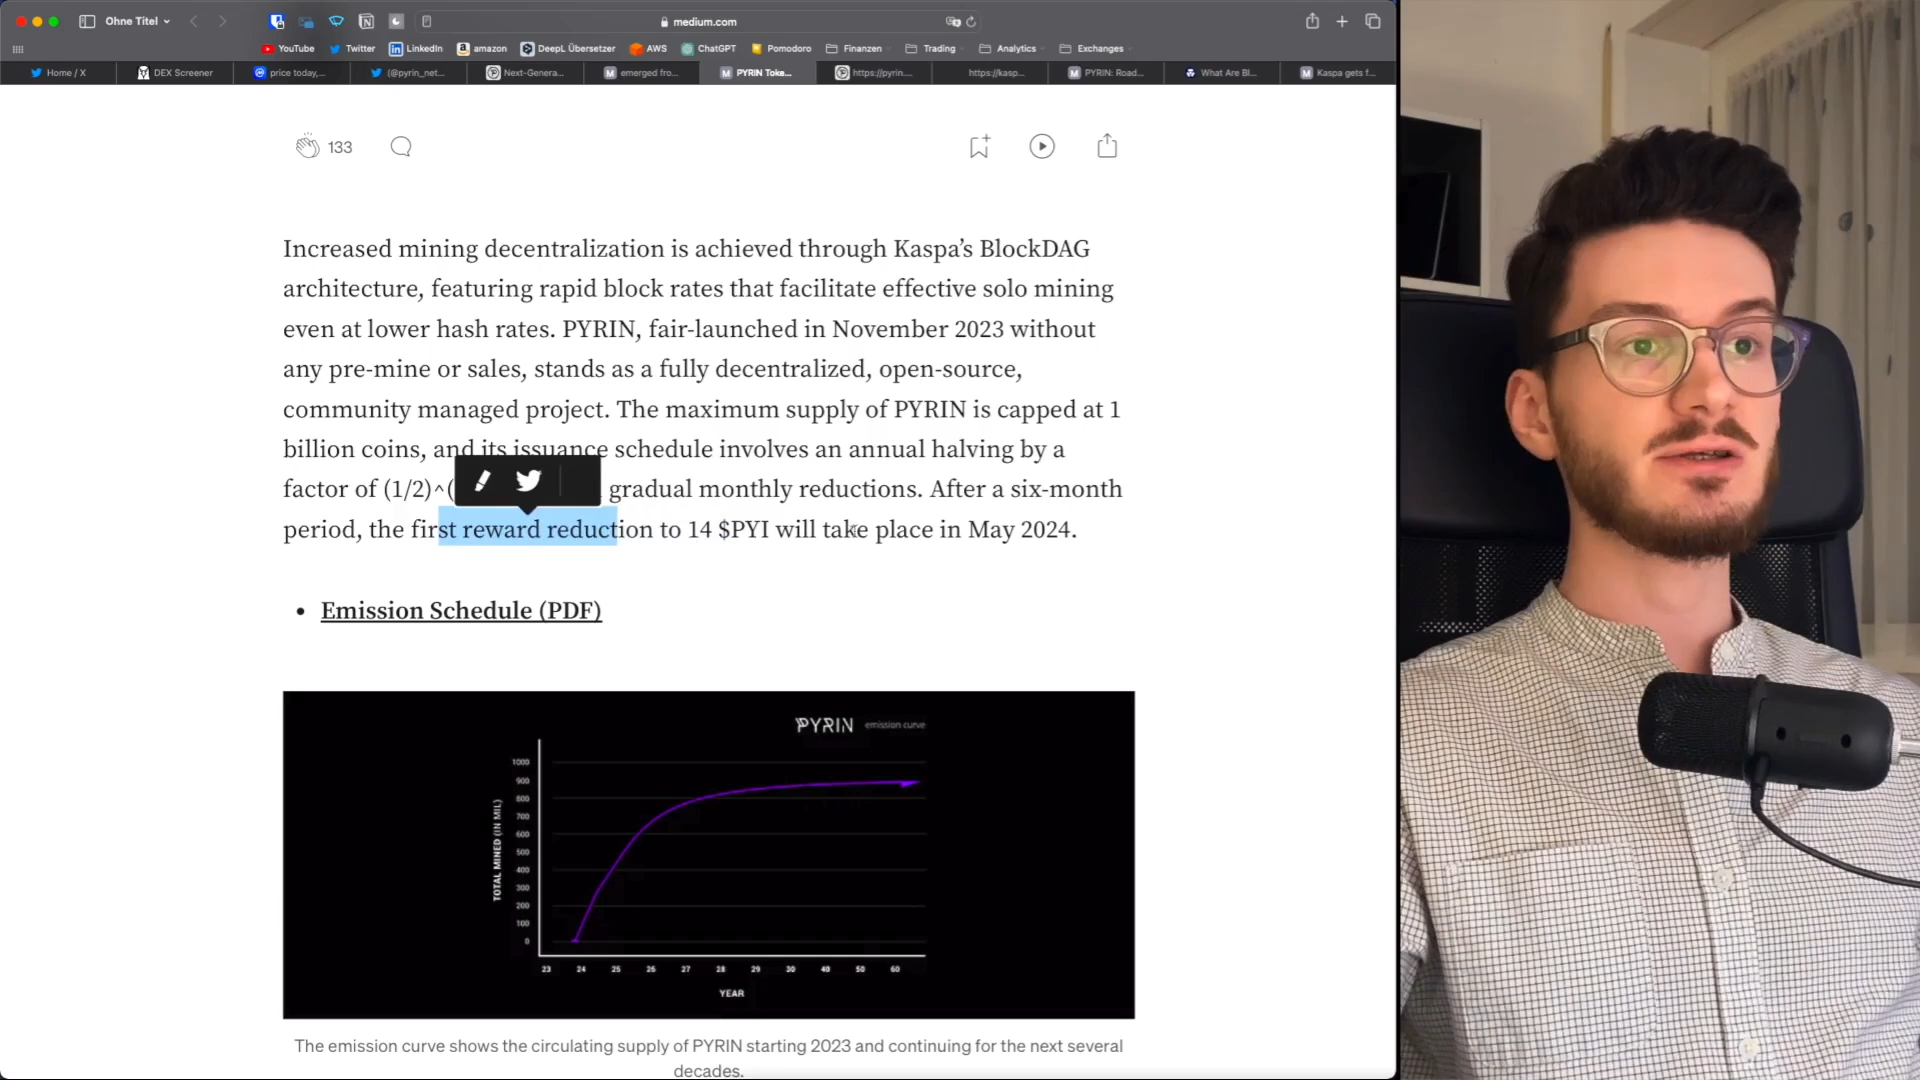 Ohne Titel
medium.com
YouTube Twitter LinkedIn amazon DeepL Übersetzer AWS ChatGPT Pomodoro Finanzen Trading Analytics Exchanges
Home / X DEX Screener price today,... (@pyrin_net... Next-Genera... emerged fro... PYRIN Toke... https://pyrin.... https://kasp... PYRIN: Road... What Are Bl... Kaspa gets f...
133
Increased mining decentralization is achieved through Kaspa’s BlockDAG
architecture, featuring rapid block rates that facilitate effective solo mining
even at lower hash rates. PYRIN, fair-launched in November 2023 without
any pre-mine or sales, stands as a fully decentralized, open-source,
community managed project. The maximum supply of PYRIN is capped at 1
billion coins, and its issuance schedule involves an annual halving by a
factor of (1/2)^( gradual monthly reductions. After a six-month
period, the first reward reduction to 14 $PYI will take place in May 2024.
• Emission Schedule (PDF)
PYRIN emission curve
1000
900
800
700
600
500
400
300
200
100
0
TOTAL MINED (IN MIL)
23 24 25 26 27 28 29 30 40 50 60
YEAR
The emission curve shows the circulating supply of PYRIN starting 2023 and continuing for the next several
decades.